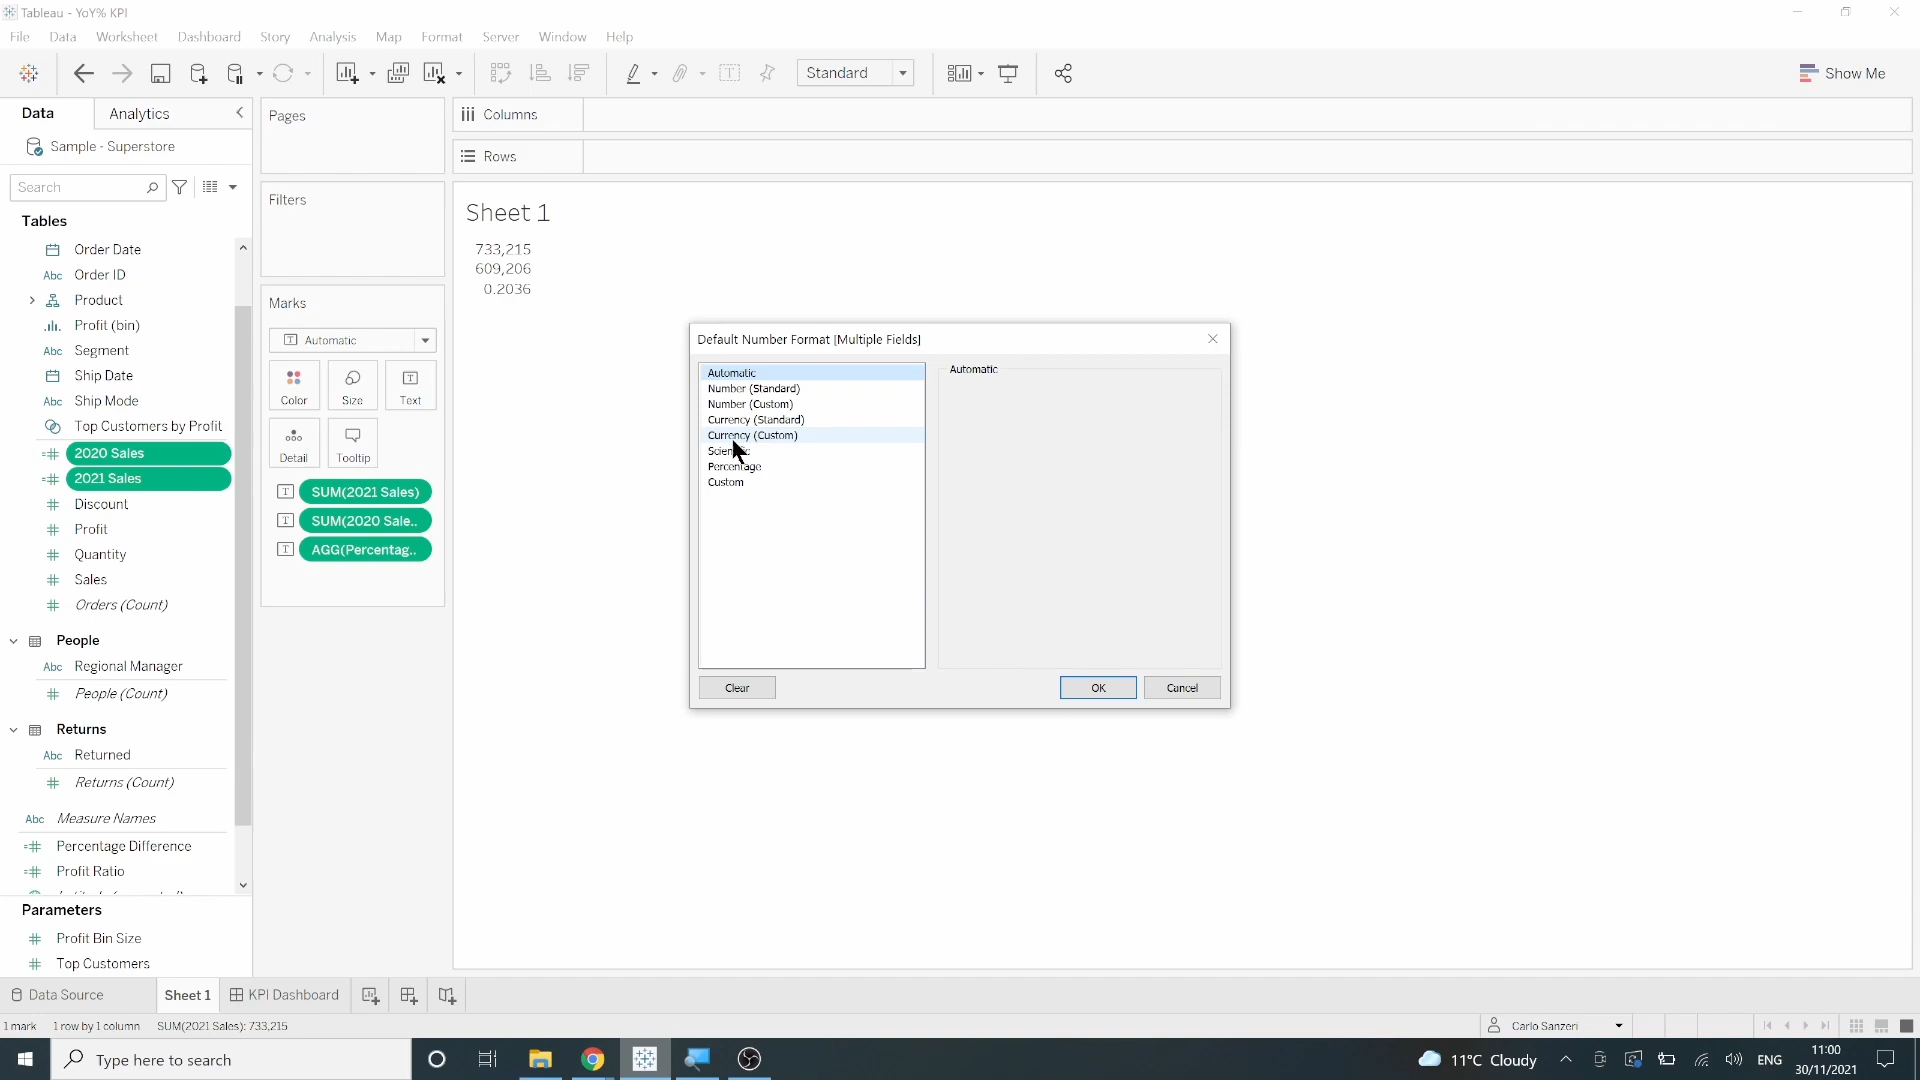 Tableau - YoY% KPI
File Data Worksheet Dashboard Story Analysis Map Format Server Window Help
Standard
Show Me
Data
Analytics
Pages
Columns
Sample - Superstore
Rows
Search
Filters
Tables
Sheet 1
Order Date
Order ID
Product
Profit (bin)
Segment
Ship Date
Ship Mode
Top Customers by Profit
2020 Sales
2021 Sales
Discount
Profit
Quantity
Sales
Orders (Count)
People
Regional Manager
People (Count)
Returns
Returned
Returns (Count)
Measure Names
Percentage Difference
Profit Ratio
Parameters
Profit Bin Size
Top Customers
Marks
Automatic
Color
Size
Text
Detail
Tooltip
SUM(2021 Sales)
SUM(2020 Sale..
AGG(Percentag..
733,215
609,206
0.2036
Default Number Format [Multiple Fields]
Automatic
Number (Standard)
Number (Custom)
Currency (Standard)
Currency (Custom)
Percentage
Custom
Automatic
Clear
OK
Cancel
Data Source
Sheet 1
KPI Dashboard
1 mark 1 row by 1 column SUM(2021 Sales): 733,215
Carlo Sanzeri
Type here to search
11°C Cloudy
ENG
11:00
30/11/2021